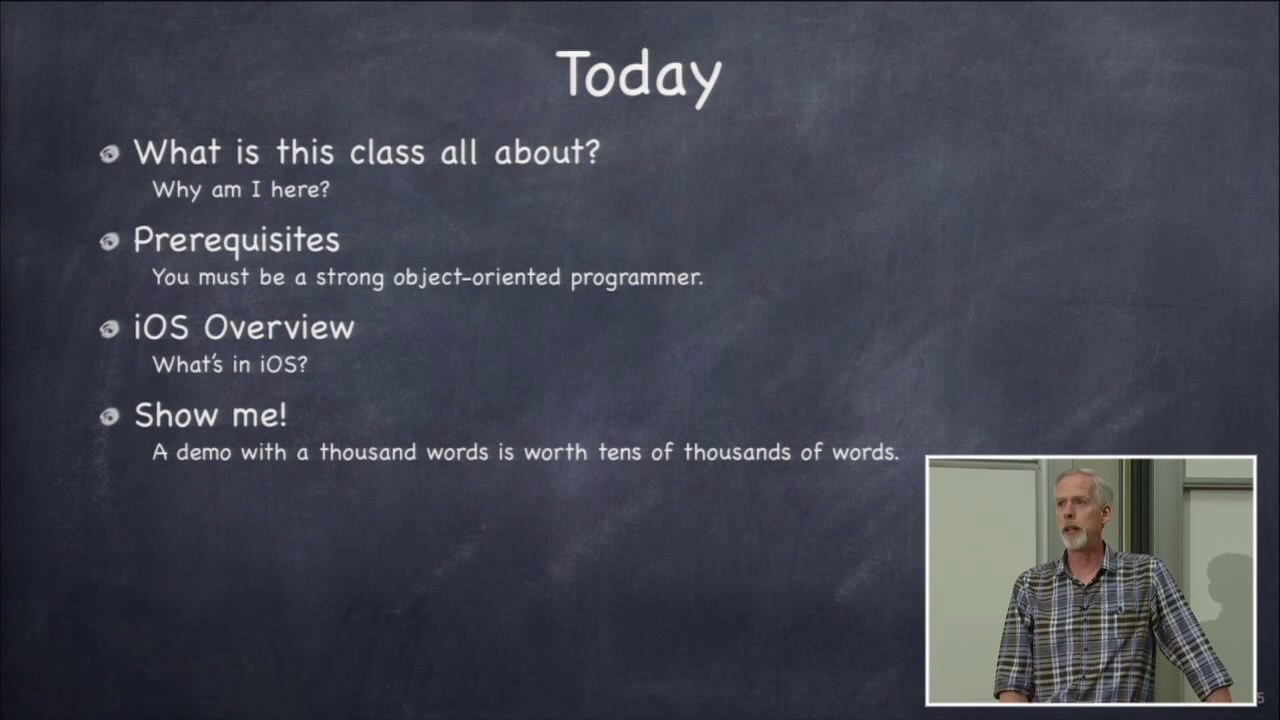 Today
What is this class all about?
Why am I here?
Prerequisites
You must be a strong object-oriented programmer.
iOS Overview
What's in iOS?
Show me!
A demo with a thousand words is worth tens of thousands of words.
5